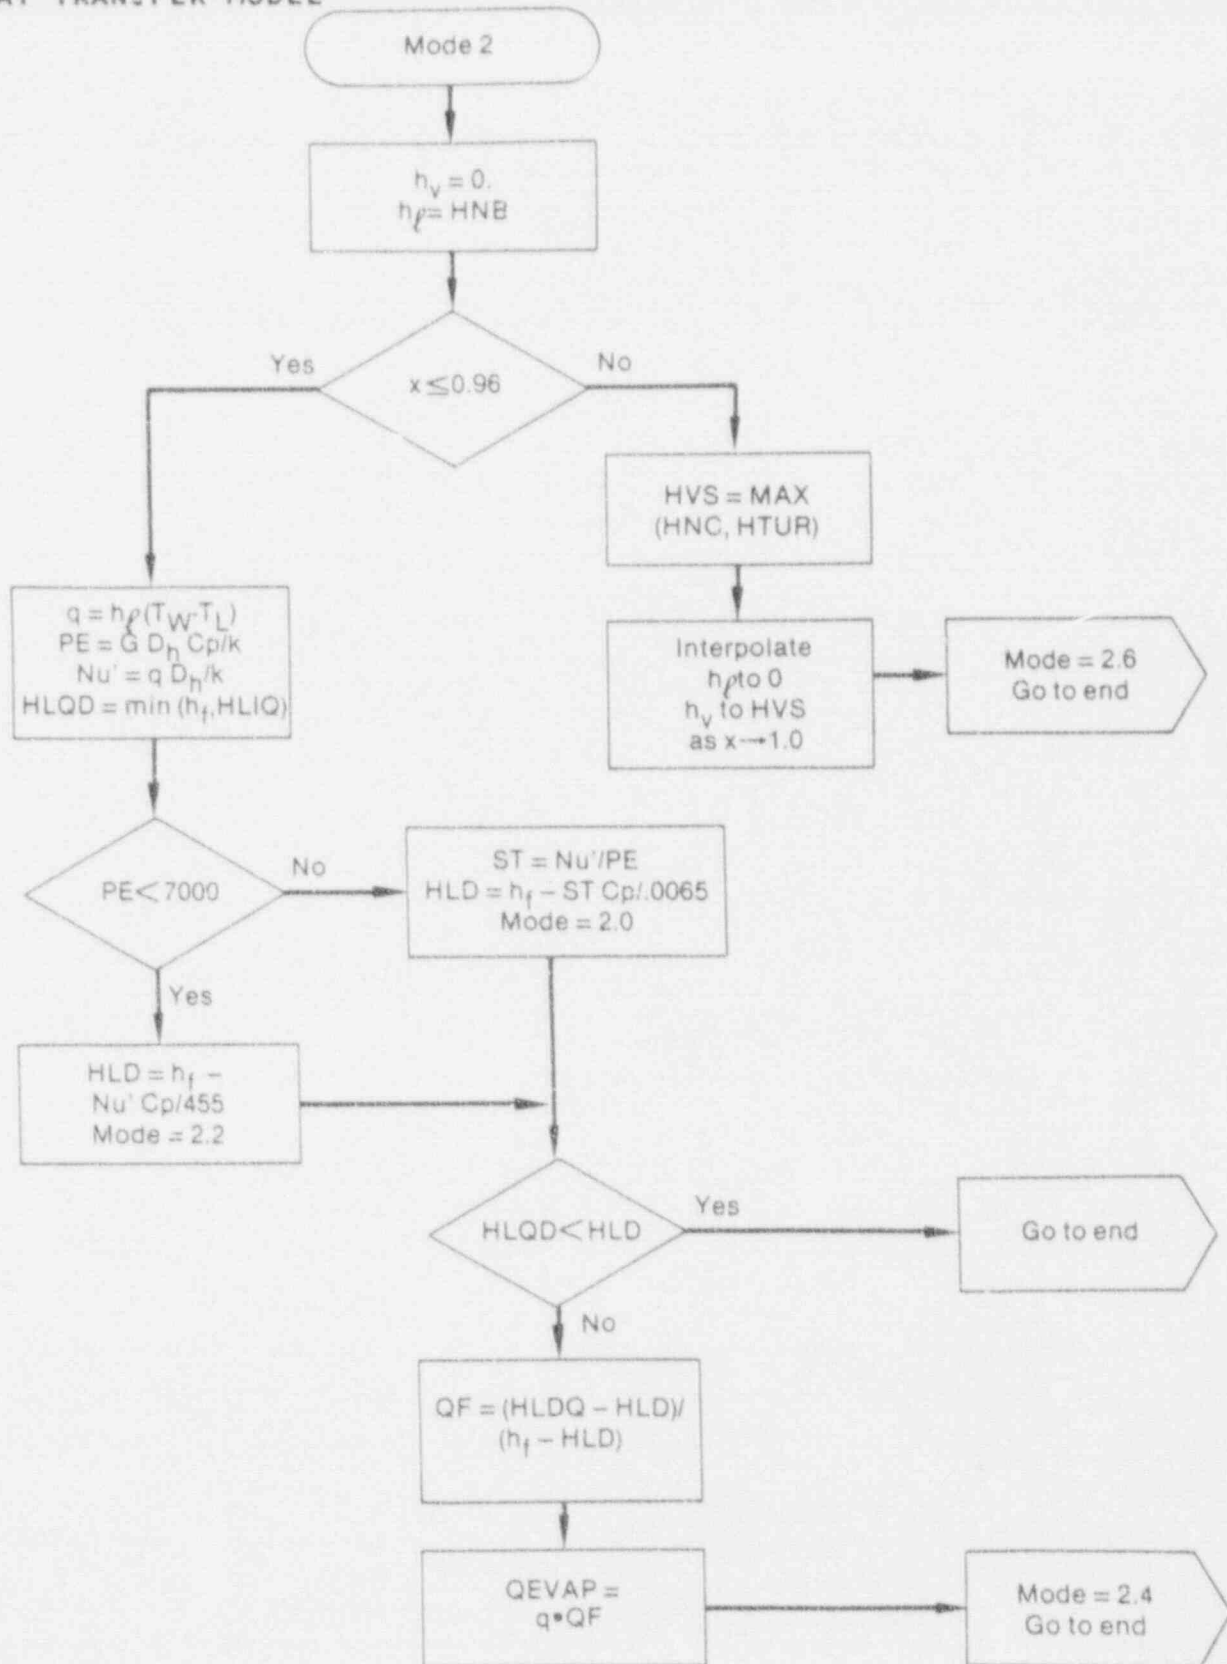 TRANSFER MODEL
Mode 2
h_v = 0.
h_ℓ = HNB
x ≦ 0.96
Yes
No
HVS = MAX
(HNC, HTUR)
Interpolate
h_ℓ to 0
h_v to HVS
as x → 1.0
Mode = 2.6
Go to end
q = h_ℓ (T_W - T_L)
PE = G D_h Cp/k
Nu' = q D_h/k
HLQD = min (h_f, HLIQ)
PE < 7000
No
Yes
ST = Nu'/PE
HLD = h_f – ST Cp/.0065
Mode = 2.0
HLD = h_f –
Nu' Cp/455
Mode = 2.2
HLQD < HLD
Yes
No
Go to end
QF = (HLDQ – HLD)/
(h_f – HLD)
QEVAP =
q•QF
Mode = 2.4
Go to end